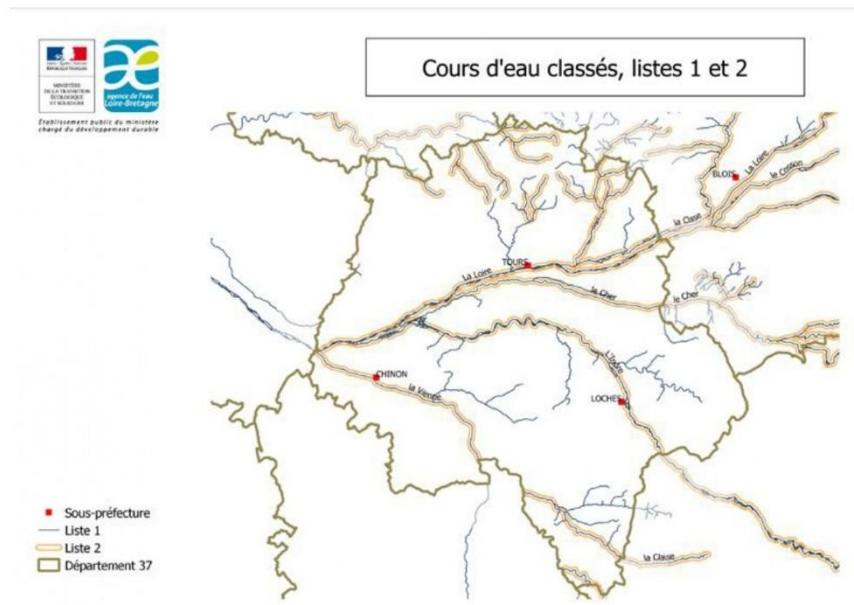 RÉPUBLIQUE FRANÇAISE
MINISTÈRE
DE LA TRANSITION
ÉCOLOGIQUE
ET SOLIDAIRE
agence de l'eau
Loire-Bretagne
Établissement public du ministère
chargé du développement durable
Cours d'eau classés, listes 1 et 2
BLOIS
La Loire
le Cosson
la Cisse
TOURS
La Loire
le Cher
le Cher
CHINON
la Vienne
L'Indre
LOCHES
la Claise
Sous-préfecture
Liste 1
Liste 2
Département 37